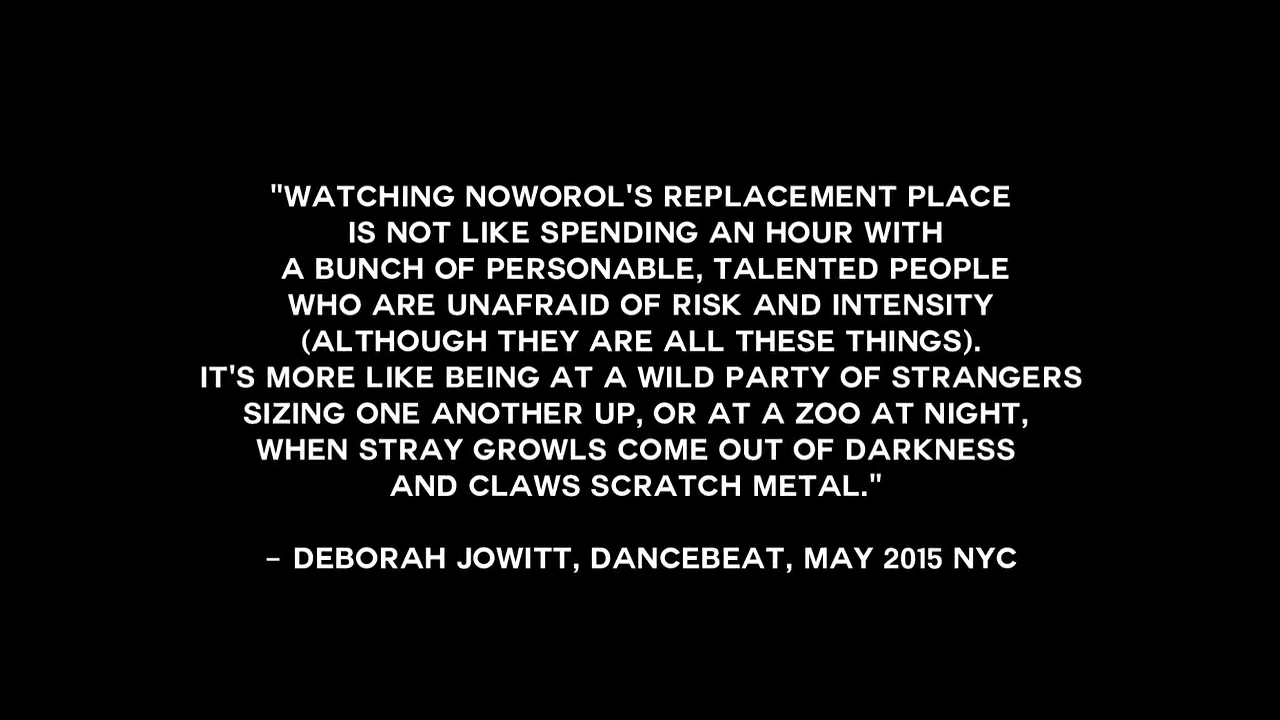 "WATCHING NOWOROL'S REPLACEMENT PLACE
IS NOT LIKE SPENDING AN HOUR WITH
A BUNCH OF PERSONABLE, TALENTED PEOPLE
WHO ARE UNAFRAID OF RISK AND INTENSITY
(ALTHOUGH THEY ARE ALL THESE THINGS).
IT'S MORE LIKE BEING AT A WILD PARTY OF STRANGERS
SIZING ONE ANOTHER UP, OR AT A ZOO AT NIGHT,
WHEN STRAY GROWLS COME OUT OF DARKNESS
AND CLAWS SCRATCH METAL."
– DEBORAH JOWITT, DANCEBEAT, MAY 2015 NYC